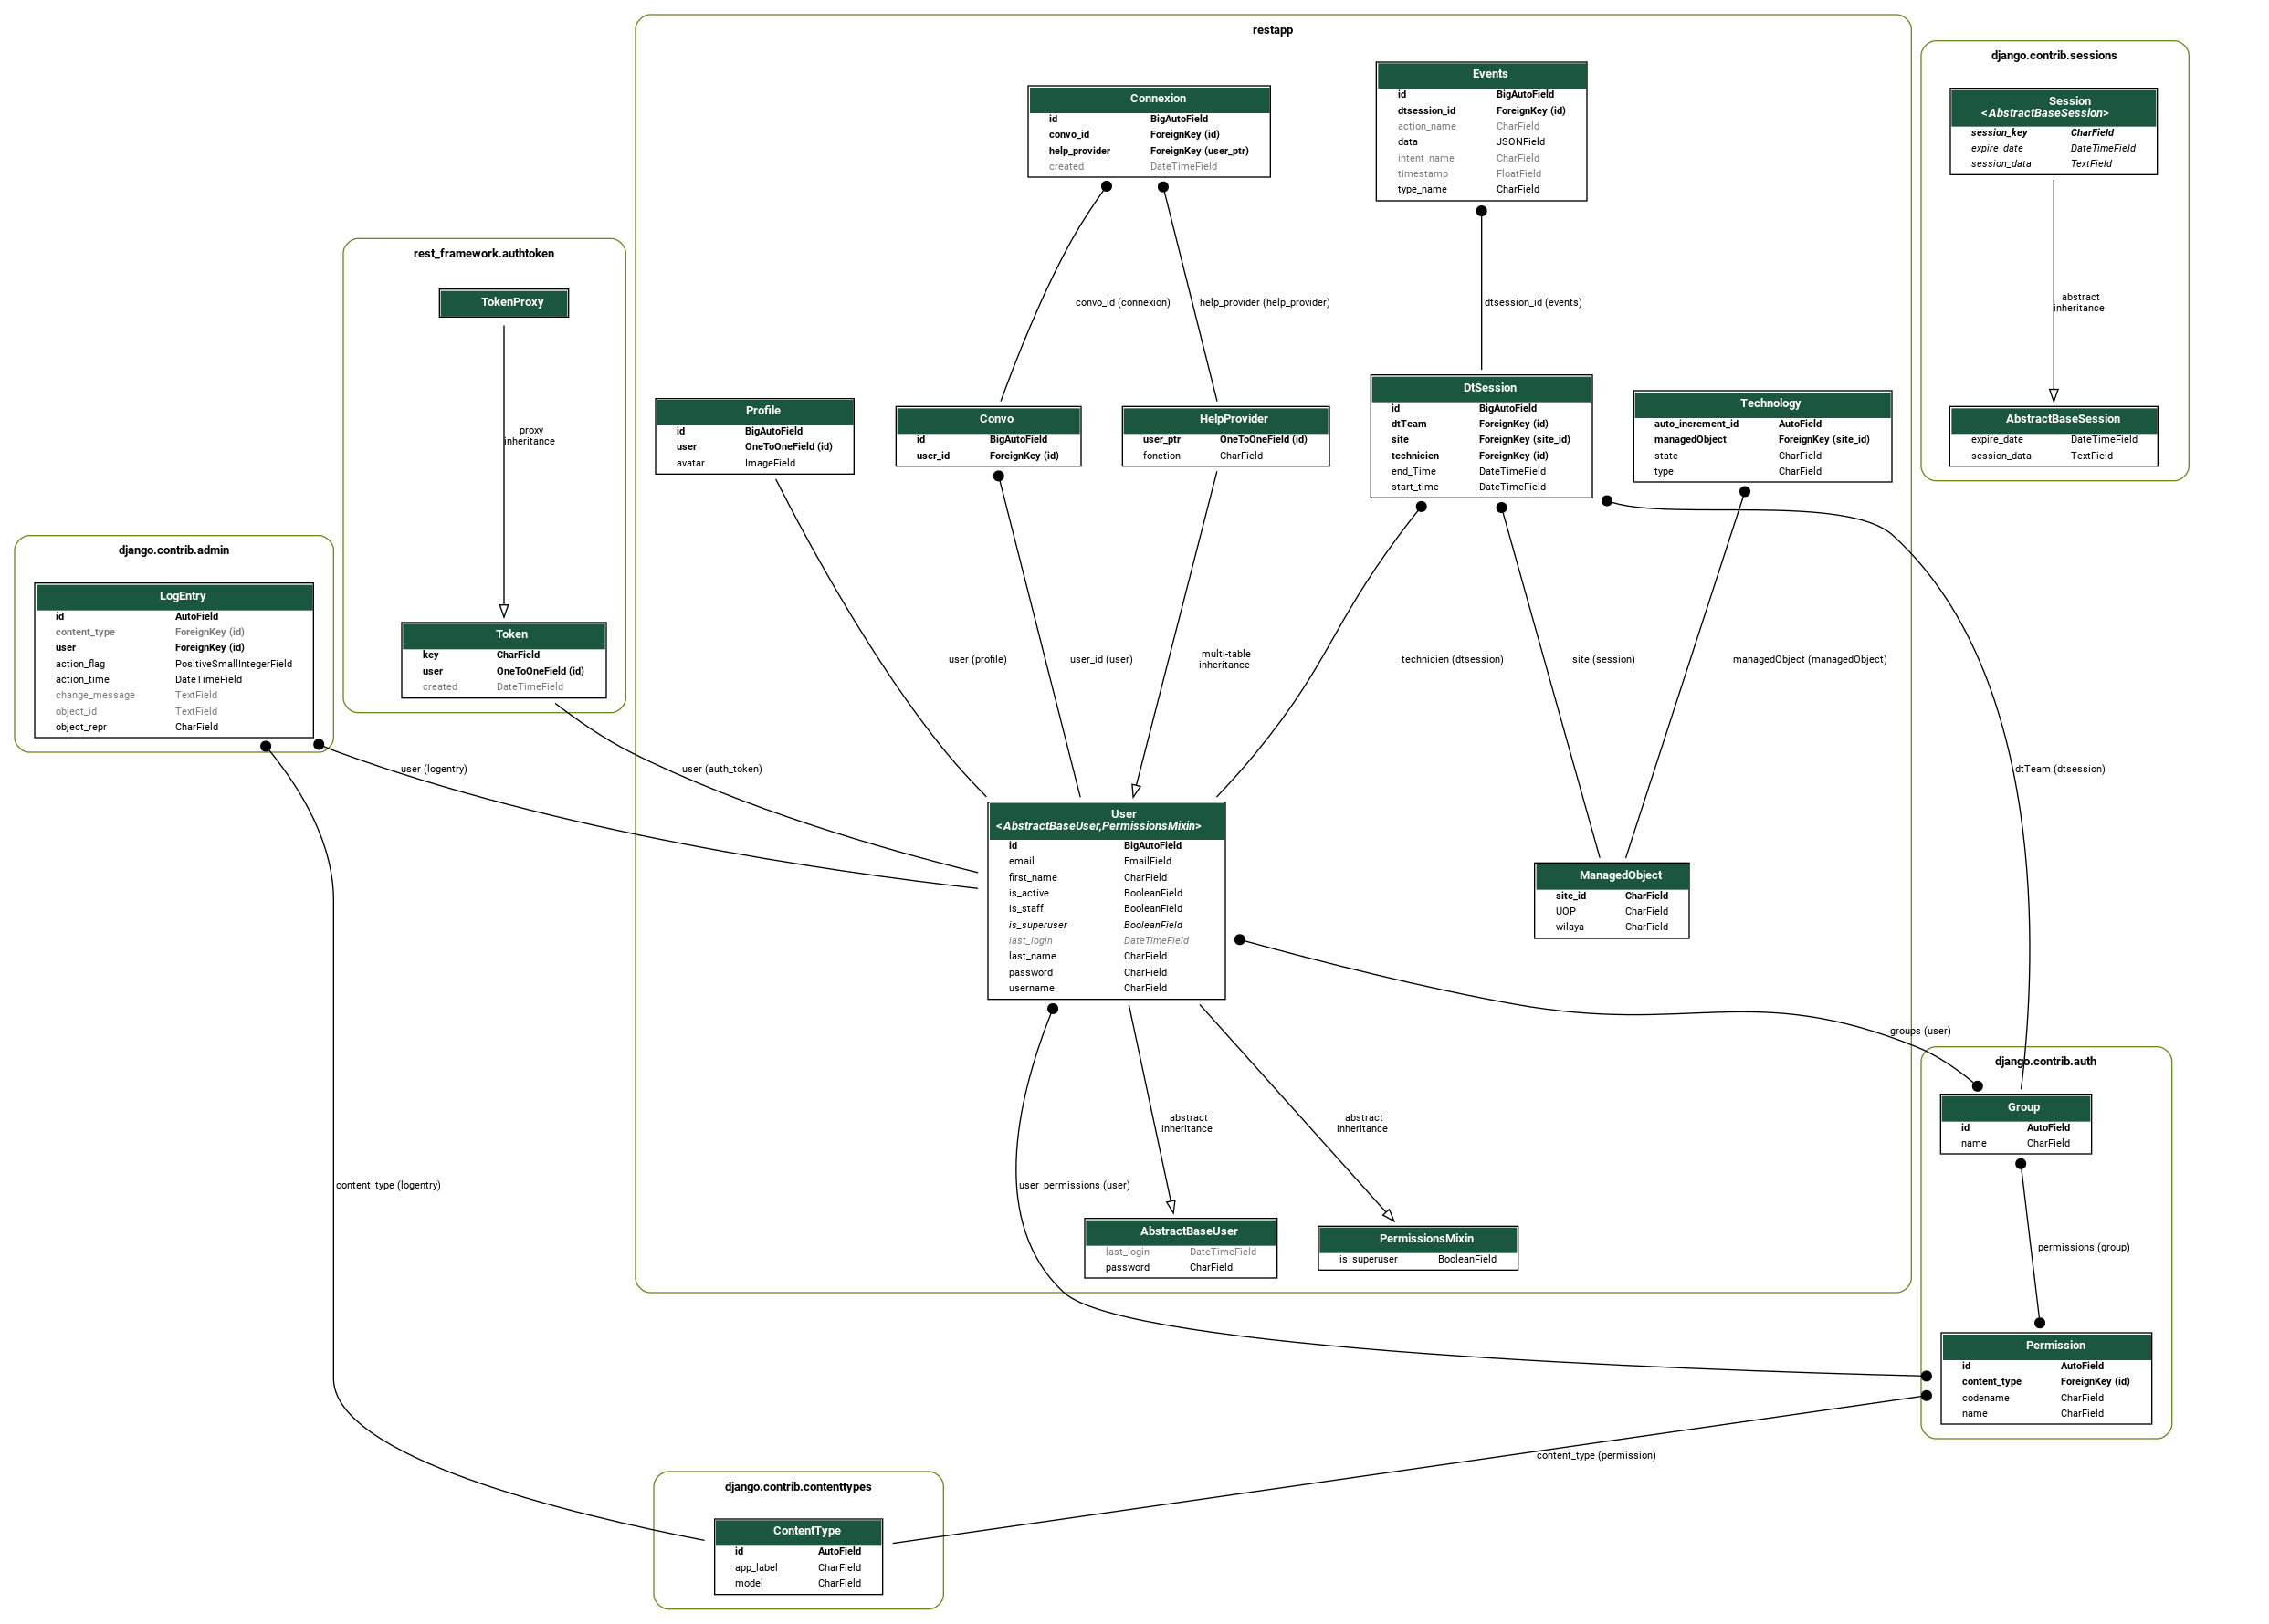 restapp
Connexion
id BigAutoField
convo_id ForeignKey (id)
help_provider ForeignKey (user_ptr)
created DateTimeField
Events
id BigAutoField
dtsession_id ForeignKey (id)
action_name CharField
data JSONField
intent_name CharField
timestamp FloatField
type_name CharField
django.contrib.sessions
Session
<AbstractBaseSession>
session_key CharField
expire_date DateTimeField
session_data TextField
abstract
inheritance
AbstractBaseSession
expire_date DateTimeField
session_data TextField
rest_framework.authtoken
TokenProxy
proxy
inheritance
Token
key CharField
user OneToOneField (id)
created DateTimeField
convo_id (connexion)
help_provider (help_provider)
dtsession_id (events)
Profile
id BigAutoField
user OneToOneField (id)
avatar ImageField
Convo
id BigAutoField
user_id ForeignKey (id)
HelpProvider
user_ptr OneToOneField (id)
fonction CharField
DtSession
id BigAutoField
dtTeam ForeignKey (id)
site ForeignKey (site_id)
technicien ForeignKey (id)
end_Time DateTimeField
start_time DateTimeField
Technology
auto_increment_id AutoField
managedObject ForeignKey (site_id)
state CharField
type CharField
django.contrib.admin
LogEntry
id AutoField
content_type ForeignKey (id)
user ForeignKey (id)
action_flag PositiveSmallIntegerField
action_time DateTimeField
change_message TextField
object_id TextField
object_repr CharField
user (profile)
user_id (user)
multi-table
inheritance
technicien (dtsession)
site (session)
managedObject (managedObject)
user (logentry)
user (auth_token)
dtTeam (dtsession)
User
<AbstractBaseUser,PermissionsMixin>
id BigAutoField
email EmailField
first_name CharField
is_active BooleanField
is_staff BooleanField
is_superuser BooleanField
last_login DateTimeField
last_name CharField
password CharField
username CharField
ManagedObject
site_id CharField
UOP CharField
wilaya CharField
groups (user)
django.contrib.auth
Group
id AutoField
name CharField
abstract
inheritance
abstract
inheritance
content_type (logentry)
user_permissions (user)
AbstractBaseUser
last_login DateTimeField
password CharField
PermissionsMixin
is_superuser BooleanField
permissions (group)
Permission
id AutoField
content_type ForeignKey (id)
codename CharField
name CharField
content_type (permission)
django.contrib.contenttypes
ContentType
id AutoField
app_label CharField
model CharField